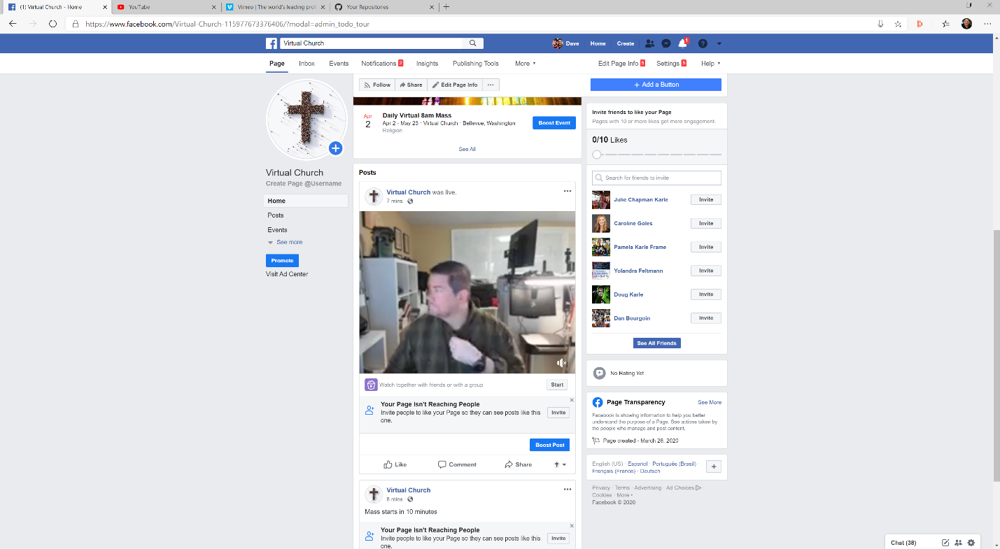 (1) Virtual Church - Home
YouTube
Vimeo | The world's leading prof
Your Repositories
https://www.facebook.com/Virtual-Church-115977673376406/?modal=admin_todo_tour
Virtual Church
Dave Home Create 1
Page Inbox Events Notifications 2 Insights Publishing Tools More Edit Page Info 5 Settings 5 Help
Follow Share Edit Page Info ...
+ Add a Button
Virtual Church
Create Page @Username
Home
Posts
Events
See more
Promote
Visit Ad Center
Apr
2
Daily Virtual 8am Mass
Apr 2 - May 23 · Virtual Church · Bellevue, Washington
Religion
Boost Event
See All
Posts
Virtual Church was live.
7 mins ·
Watch together with friends or with a group
Start
Your Page Isn't Reaching People
Invite people to like your Page so they can see posts like this
one.
Invite
Boost Post
Like Comment Share
Virtual Church
8 mins ·
Mass starts in 10 minutes
Your Page Isn't Reaching People
Invite people to like your Page so they can see posts like this
one.
Invite
Invite friends to like your Page
Pages with 10 or more likes get more engagement.
0/10 Likes
Search for friends to invite
Julie Chapman Karle Invite
Caroline Goles Invite
Pamela Karle Frame Invite
Yolandra Feltmann Invite
Doug Karle Invite
Dan Bourgoin Invite
See All Friends
No Rating Yet
Page Transparency See More
Facebook is showing information to help you better
understand the purpose of a Page. See actions taken by
the people who manage and post content.
Page created - March 26, 2020
English (US) · Español · Português (Brasil) ·
Français (France) · Deutsch
Privacy · Terms · Advertising · Ad Choices
Cookies · More
Facebook © 2020
Chat (38)